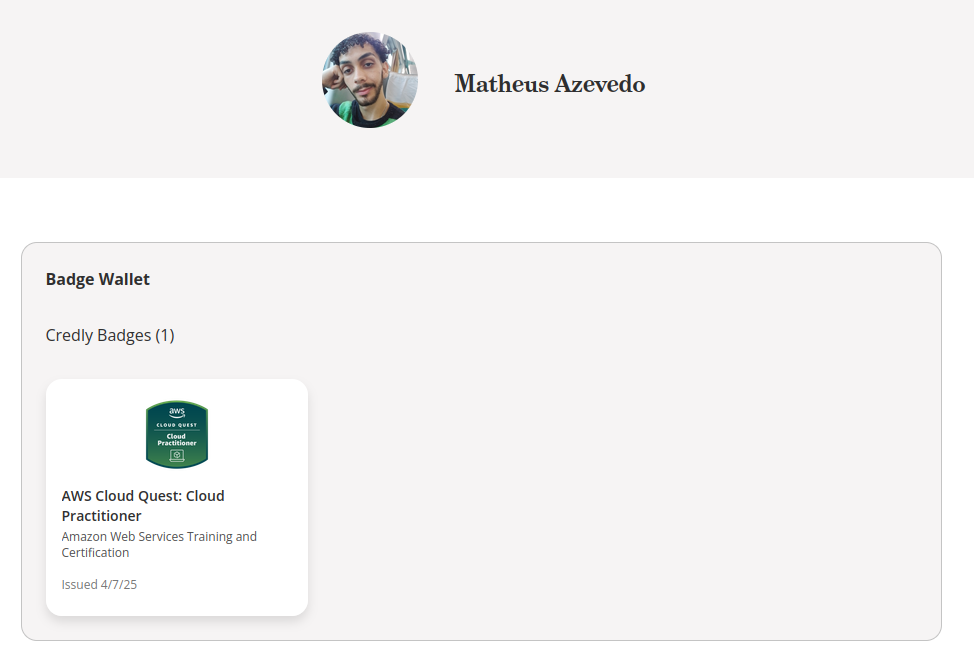 Matheus Azevedo
Badge Wallet
Credly Badges (1)
aws
CLOUD QUEST
Cloud
Practitioner
AWS Cloud Quest: Cloud
Practitioner
Amazon Web Services Training and
Certification
Issued 4/7/25